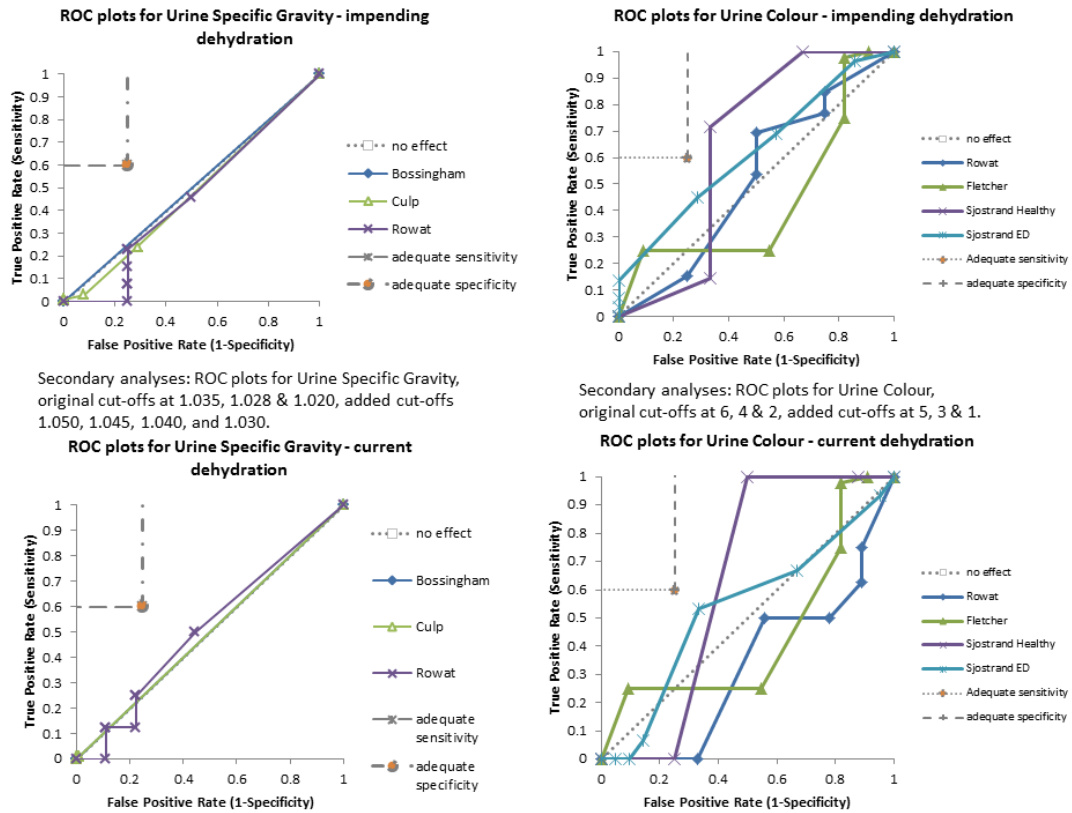 ROC plots for Urine Specific Gravity - impending
dehydration
True Positive Rate (Sensitivity)
1
0.9
0.8
0.7
0.6
0.5
0.4
0.3
0.2
0.1
0
0 0.2 0.4 0.6 0.8 1
False Positive Rate (1-Specificity)
no effect
Bossingham
Culp
Rowat
adequate sensitivity
adequate specificity
Secondary analyses: ROC plots for Urine Specific Gravity,
original cut-offs at 1.035, 1.028 & 1.020, added cut-offs
1.050, 1.045, 1.040, and 1.030.
ROC plots for Urine Colour - impending dehydration
True Positive Rate (Sensitivity)
1
0.9
0.8
0.7
0.6
0.5
0.4
0.3
0.2
0.1
0
0 0.2 0.4 0.6 0.8 1
False Positive Rate (1-Specificity)
no effect
Rowat
Fletcher
Sjostrand Healthy
Sjostrand ED
Adequate sensitivity
adequate specificity
Secondary analyses: ROC plots for Urine Colour,
original cut-offs at 6, 4 & 2, added cut-offs at 5, 3 & 1.
ROC plots for Urine Specific Gravity - current
dehydration
True Positive Rate (Sensitivity)
1
0.9
0.8
0.7
0.6
0.5
0.4
0.3
0.2
0.1
0
0 0.2 0.4 0.6 0.8 1
False Positive Rate (1-Specificity)
no effect
Bossingham
Culp
Rowat
adequate
sensitivity
adequate
specificity
ROC plots for Urine Colour - current dehydration
True Positive Rate (Sensitivity)
1
0.9
0.8
0.7
0.6
0.5
0.4
0.3
0.2
0.1
0
0 0.2 0.4 0.6 0.8 1
False Positive Rate (1-Specificity)
no effect
Rowat
Fletcher
Sjostrand Healthy
Sjostrand ED
Adequate sensitivity
adequate specificity